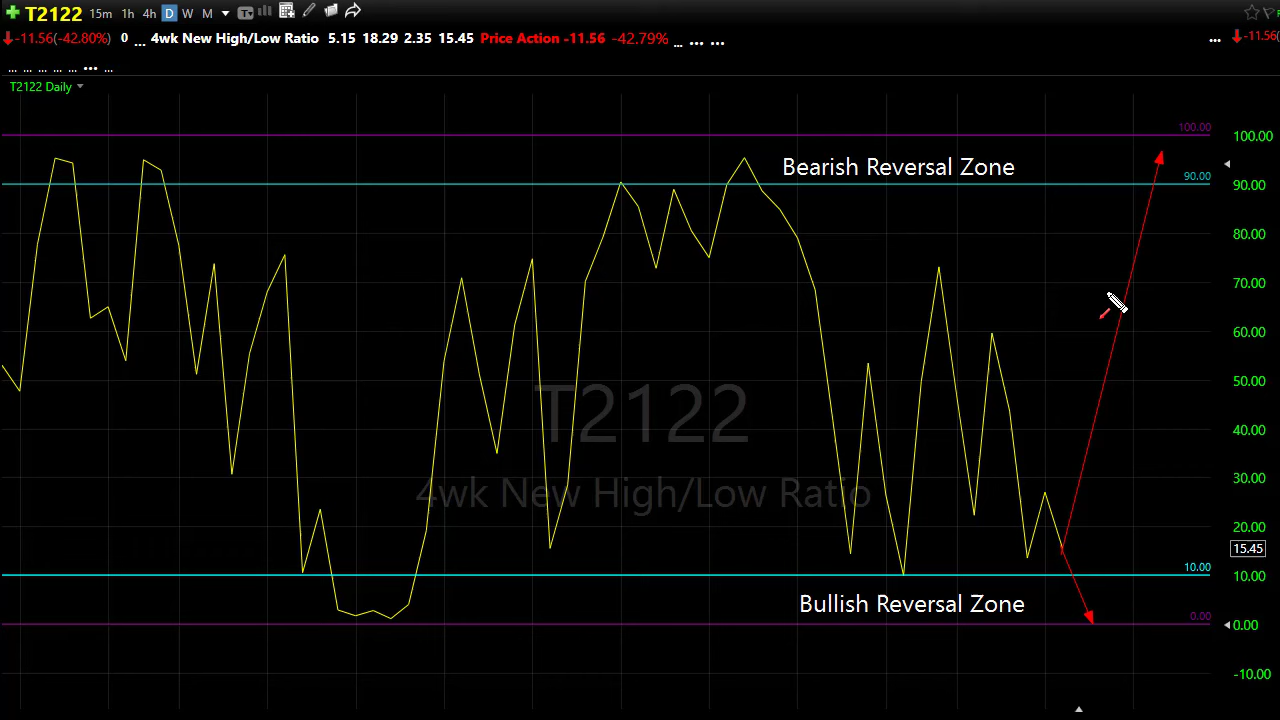 T2122 15m 1h 4h D W M
-11.56(-42.80%) 0 ... 4wk New High/Low Ratio 5.15 18.29 2.35 15.45 Price Action -11.56 -42.79% ... ... ... ... -11.56(
... ... ... ... ... ... ...
T2122 Daily
100.00 100.00
Bearish Reversal Zone
90.00 90.00
80.00
70.00
60.00
50.00
T2122
40.00
30.00
4wk New High/Low Ratio
20.00
15.45
10.00 10.00
Bullish Reversal Zone
0.00 0.00
-10.00